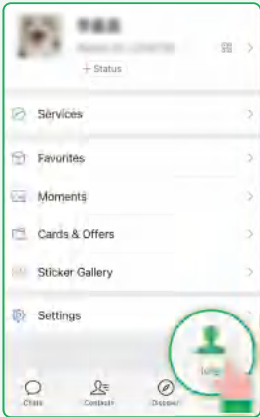 + Status
Services
Favorites
Moments
Cards & Offers
Sticker Gallery
Settings
Chats
Contacts
Discover